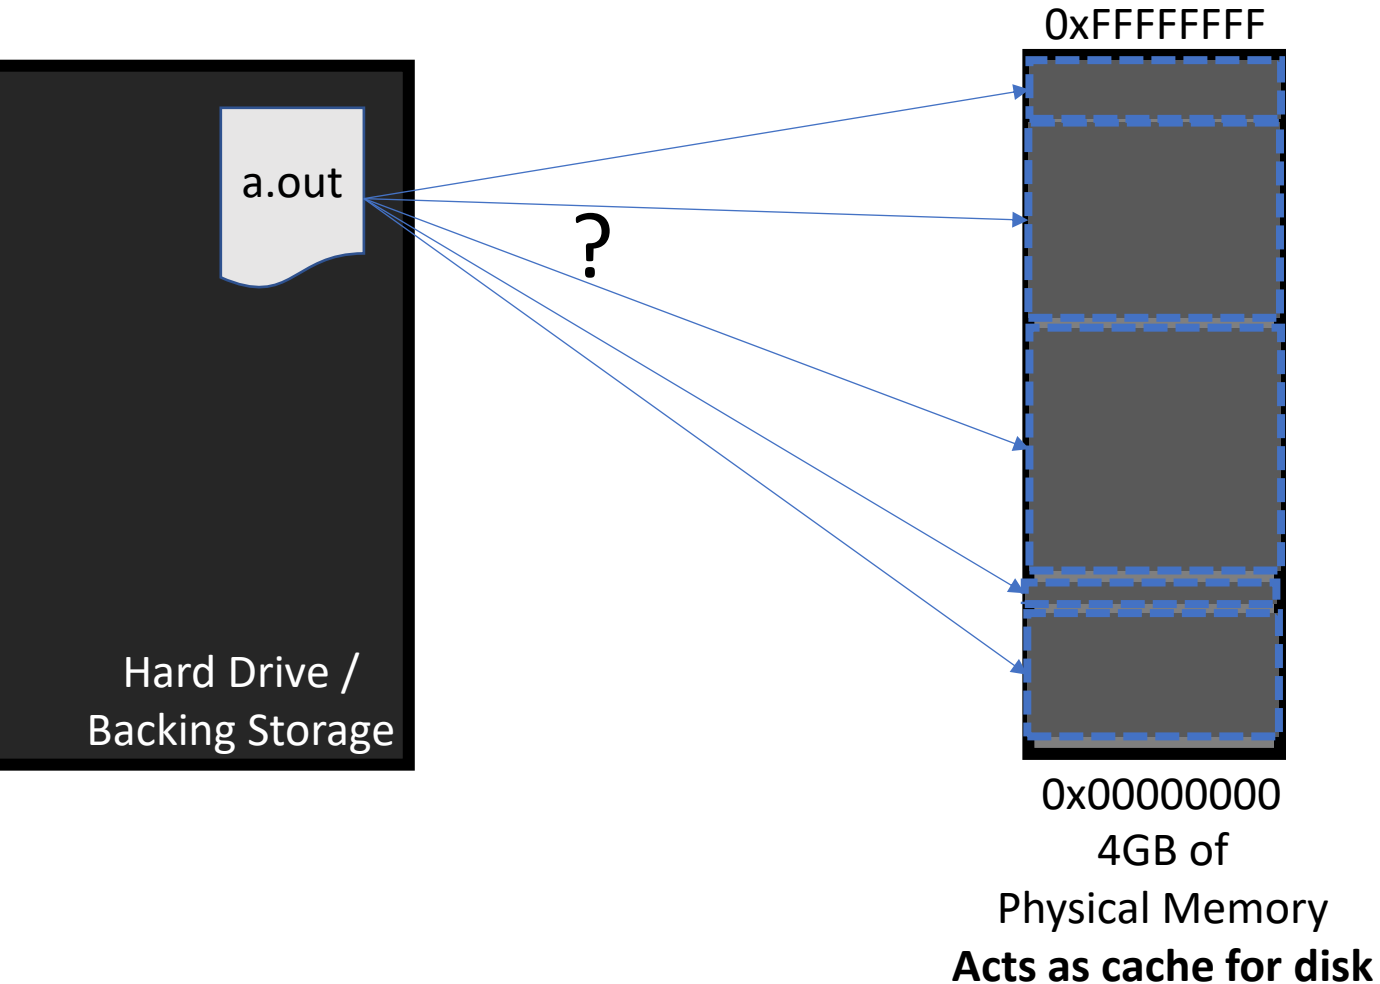 0xFFFFFFFF
a.out
?
Hard Drive /
Backing Storage
0x00000000
4GB of
Physical Memory
Acts as cache for disk